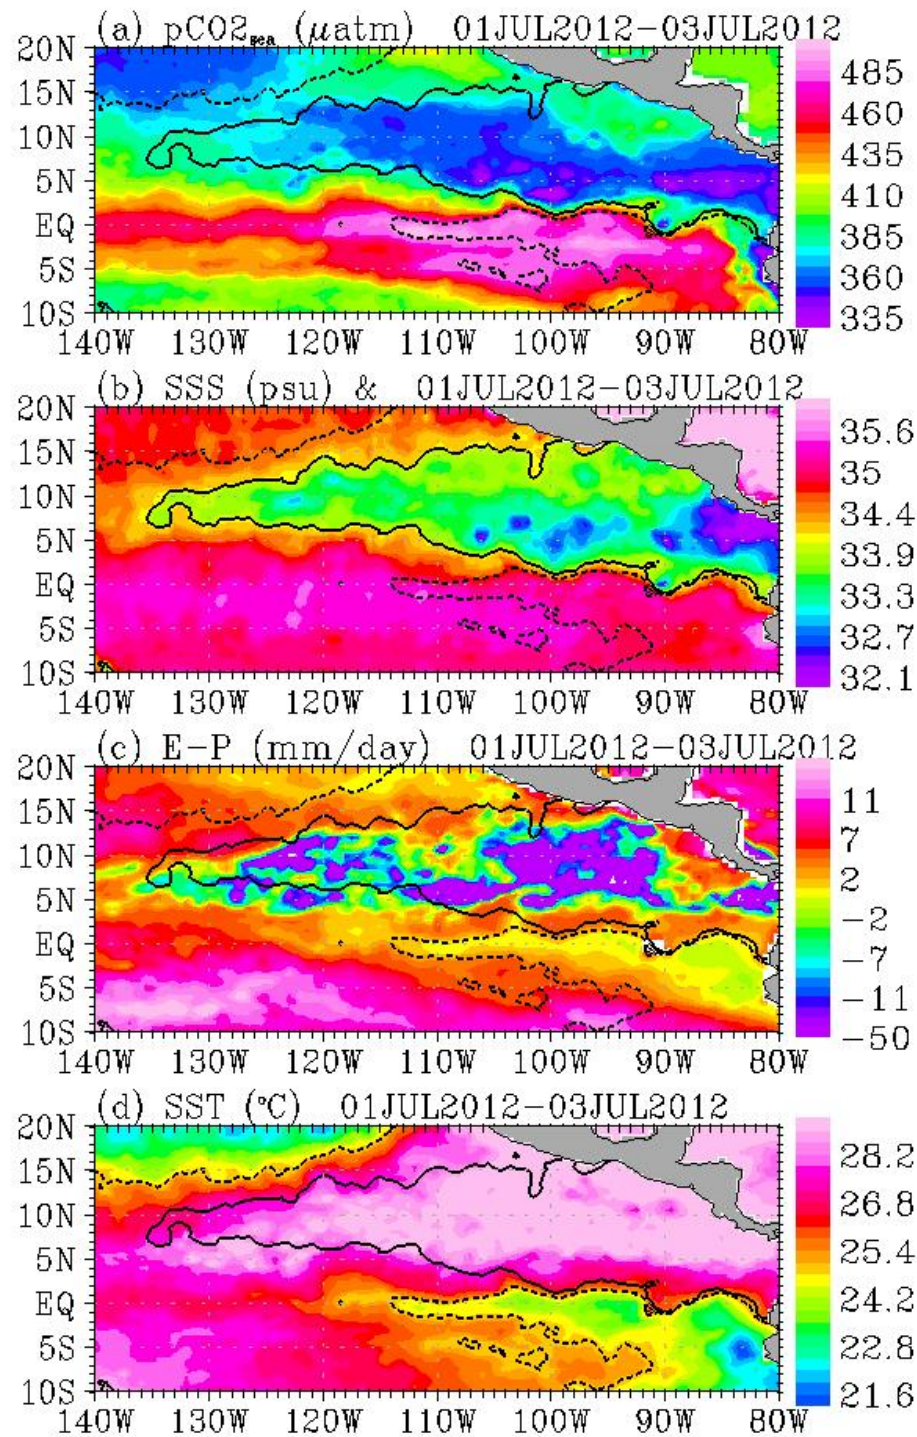 (a) pCO2sea (μatm) 01JUL2012-03JUL2012
20N
15N
10N
5N
EQ
5S
10S
140W 130W 120W 110W 100W 90W 80W
485
460
435
410
385
360
335
(b) SSS (psu) & 01JUL2012-03JUL2012
20N
15N
10N
5N
EQ
5S
10S
140W 130W 120W 110W 100W 90W 80W
35.6
35
34.4
33.9
33.3
32.7
32.1
(c) E-P (mm/day) 01JUL2012-03JUL2012
20N
15N
10N
5N
EQ
5S
10S
140W 130W 120W 110W 100W 90W 80W
11
7
2
-2
-7
-11
-50
(d) SST (°C) 01JUL2012-03JUL2012
20N
15N
10N
5N
EQ
5S
10S
140W 130W 120W 110W 100W 90W 80W
28.2
26.8
25.4
24.2
22.8
21.6